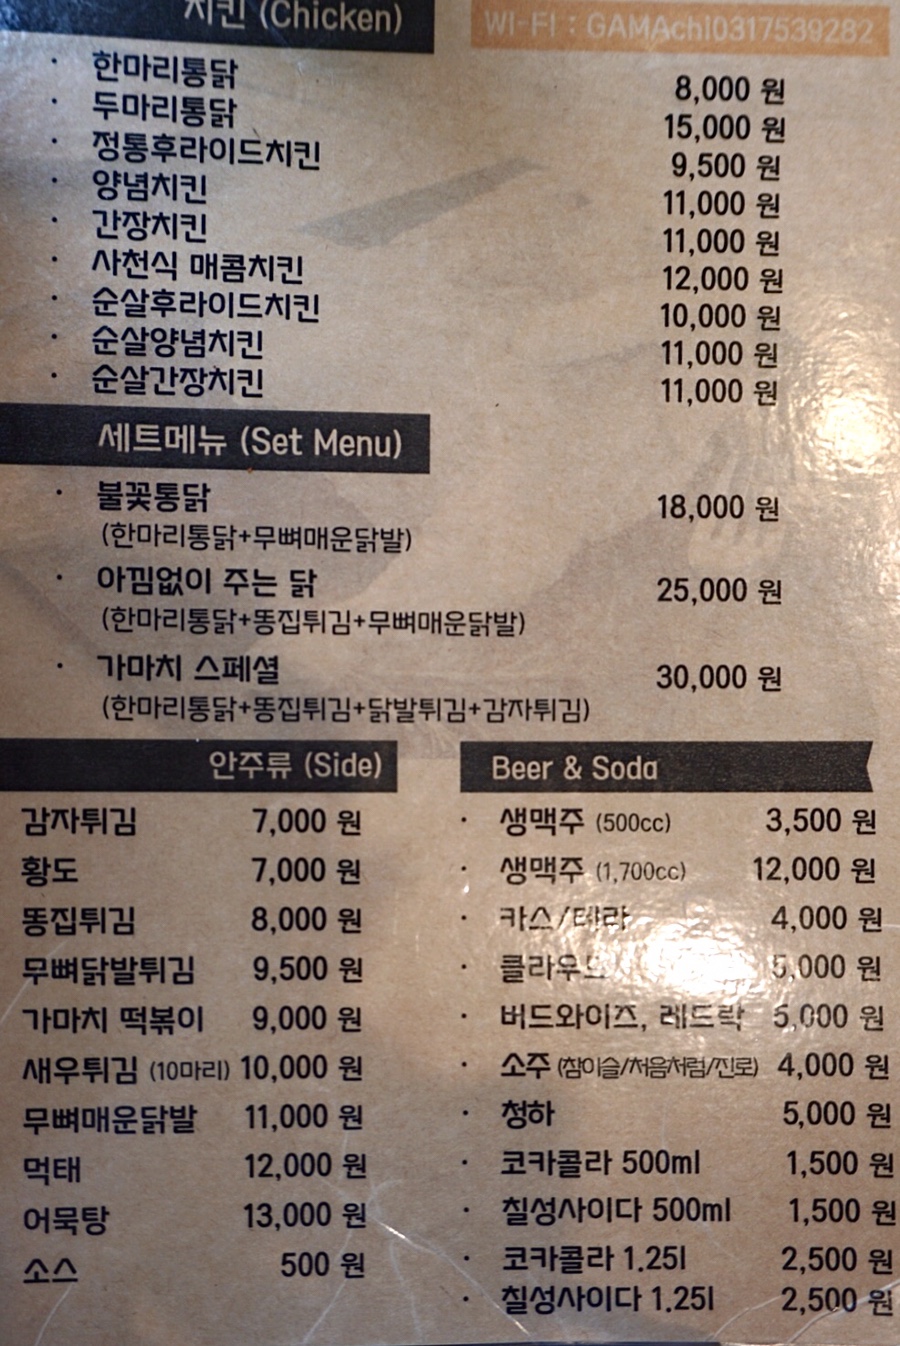 치킨 (Chicken)
WI-FI : GAMAchi0317539282
· 한마리통닭 8,000 원
· 두마리통닭 15,000 원
· 정통후라이드치킨 9,500 원
· 양념치킨 11,000 원
· 간장치킨 11,000 원
· 사천식 매콤치킨 12,000 원
· 순살후라이드치킨 10,000 원
· 순살양념치킨 11,000 원
· 순살간장치킨 11,000 원
세트메뉴 (Set Menu)
· 불꽃통닭 18,000 원
(한마리통닭+무뼈매운닭발)
· 아낌없이 주는 닭 25,000 원
(한마리통닭+똥집튀김+무뼈매운닭발)
· 가마치 스페셜 30,000 원
(한마리통닭+똥집튀김+닭발튀김+감자튀김)
안주류 (Side)
감자튀김 7,000 원
황도 7,000 원
똥집튀김 8,000 원
무뼈닭발튀김 9,500 원
가마치 떡볶이 9,000 원
새우튀김 (10마리) 10,000 원
무뼈매운닭발 11,000 원
먹태 12,000 원
어묵탕 13,000 원
소스 500 원
Beer & Soda
· 생맥주 (500cc) 3,500 원
· 생맥주 (1,700cc) 12,000 원
· 카스/테라 4,000 원
· 클라우드 5,000 원
· 버드와이즈, 레드락 5,000 원
· 소주 (참이슬/처음처럼/진로) 4,000 원
· 청하 5,000 원
· 코카콜라 500ml 1,500 원
· 칠성사이다 500ml 1,500 원
· 코카콜라 1.25l 2,500 원
· 칠성사이다 1.25l 2,500 원